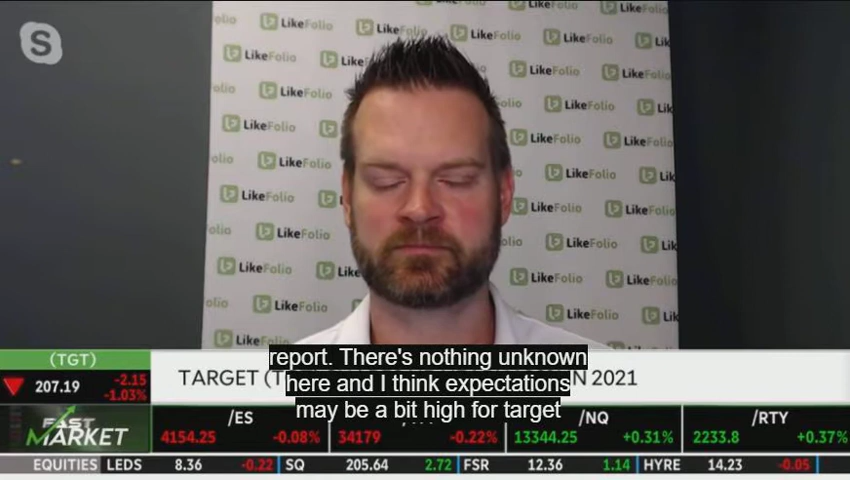 S
LikeFolio
(TGT)
207.19
-2.15
-1.03%
TARGET (T
N 2021
report. There's nothing unknown
here and I think expectations
may be a bit high for target
FAST
MARKET
/ES
4154.25 -0.08%
34179 -0.22%
/NQ
13344.25 +0.31%
/RTY
2233.8 +0.37%
EQUITIES LEDS 8.36 -0.22 SQ 205.64 2.72 FSR 12.36 1.14 HYRE 14.23 -0.05